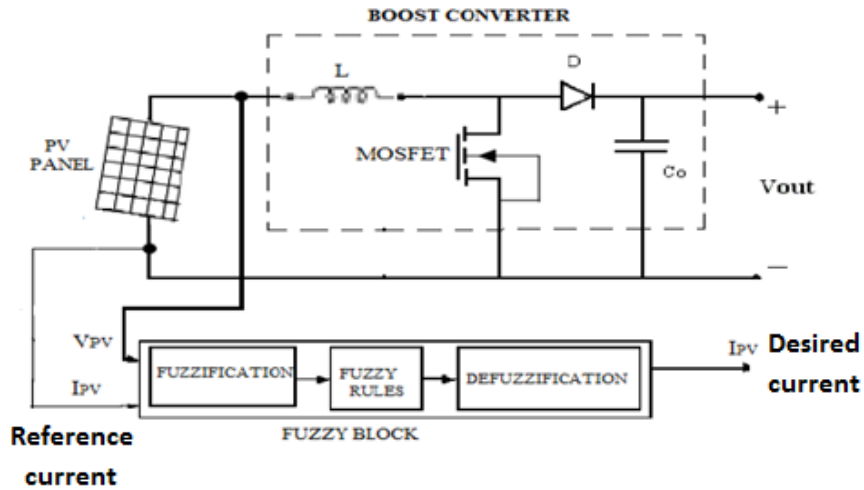 BOOST CONVERTER
L
D
PV
PANEL
MOSFET
Co
+
Vout
−
VPV
IPV
FUZZIFICATION
FUZZY
RULES
DEFUZZIFICATION
IPV
Desired
current
Reference
current
FUZZY BLOCK